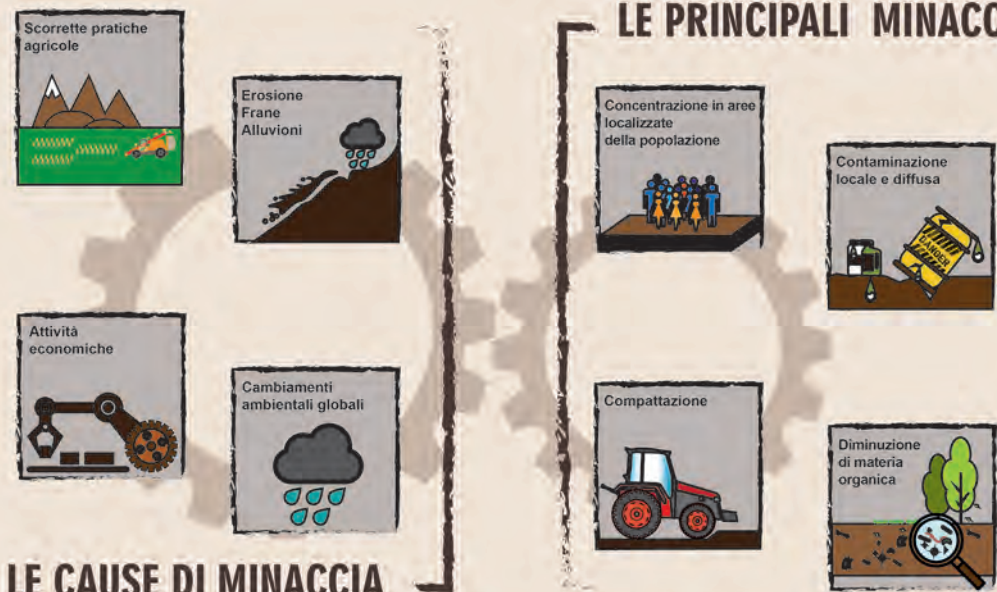 Scorrette pratiche
agricole
Erosione
Frane
Alluvioni
Attività
economiche
Cambiamenti
ambientali globali
LE CAUSE DI MINACCIA
LE PRINCIPALI MINACC
Concentrazione in aree
localizzate
della popolazione
Contaminazione
locale e diffusa
DANGER
Compattazione
Diminuzione
di materia
organica